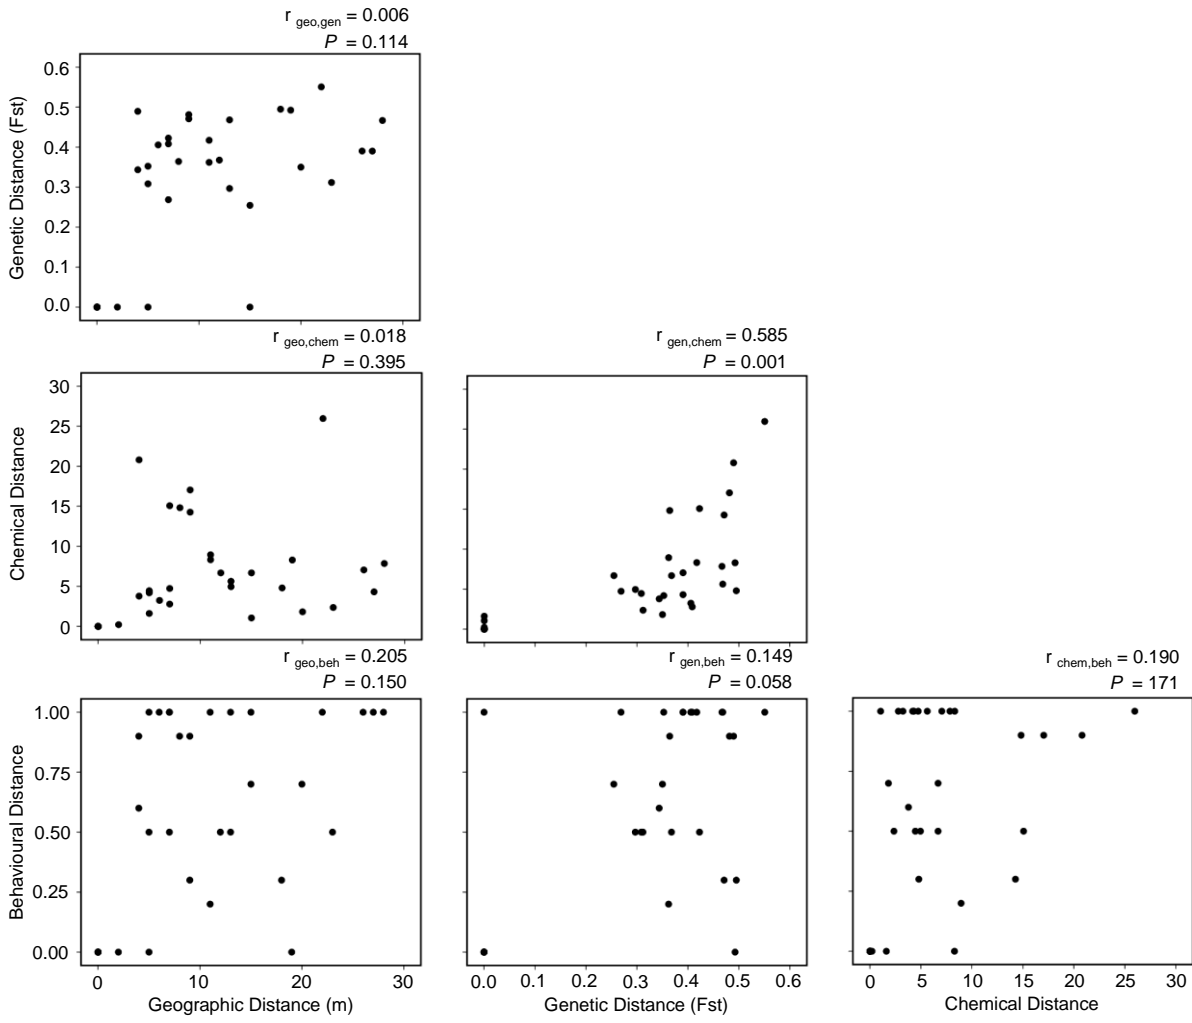 r geo,gen = 0.006
P = 0.114
0.6
0.5
0.4
0.3
0.2
0.1
0.0
Genetic Distance (Fst)
r geo,chem = 0.018
P = 0.395
r gen,chem = 0.585
P = 0.001
30
25
20
15
10
5
0
Chemical Distance
r geo,beh = 0.205
P = 0.150
r gen,beh = 0.149
P = 0.058
r chem,beh = 0.190
P = 171
1.00
0.75
0.50
0.25
0.00
Behavioural Distance
0 10 20 30
Geographic Distance (m)
0.0 0.1 0.2 0.3 0.4 0.5 0.6
Genetic Distance (Fst)
0 5 10 15 20 25 30
Chemical Distance